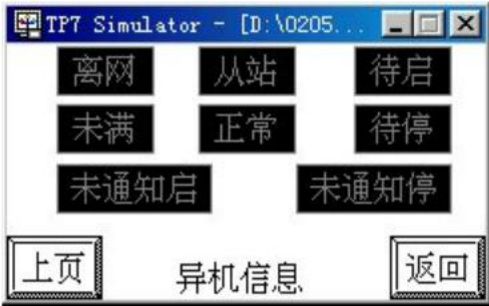 TP7 Simulator - [D:\0205...
离网 从站 待启
未满 正常 待停
未通知启 未通知停
上页 异机信息 返回